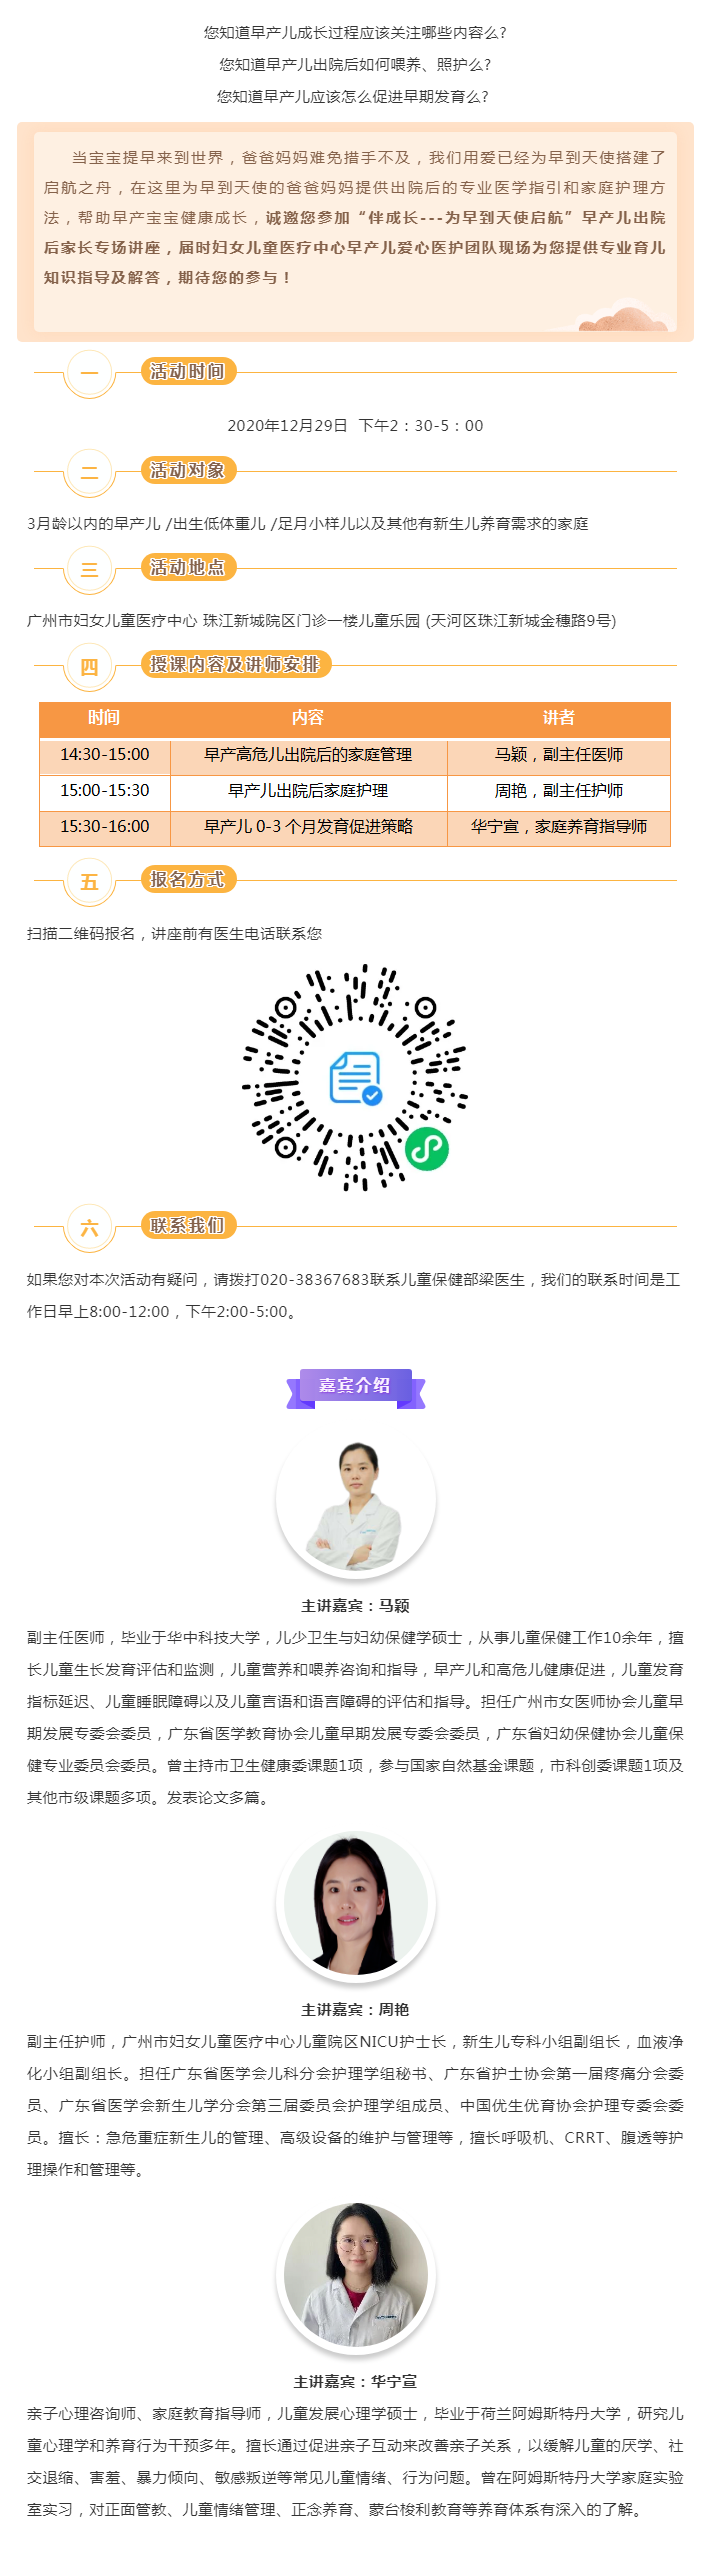 您知道早产儿成长过程应该关注哪些内容么?
您知道早产儿出院后如何喂养、照护么?
您知道早产儿应该怎么促进早期发育么?
当宝宝提早来到世界，爸爸妈妈难免措手不及，我们用爱已经为早到天使搭建了
启航之舟，在这里为早到天使的爸爸妈妈提供出院后的专业医学指引和家庭护理方
法，帮助早产宝宝健康成长，诚邀您参加“伴成长---为早到天使启航”早产儿出院
后家长专场讲座，届时妇女儿童医疗中心早产儿爱心医护团队现场为您提供专业育儿
知识指导及解答，期待您的参与！
一 活动时间
2020年12月29日 下午2：30-5：00
二 活动对象
3月龄以内的早产儿 /出生低体重儿 /足月小样儿以及其他有新生儿养育需求的家庭
三 活动地点
广州市妇女儿童医疗中心 珠江新城院区门诊一楼儿童乐园 (天河区珠江新城金穗路9号)
四 授课内容及讲师安排
时间 内容 讲者
14:30-15:00 早产高危儿出院后的家庭管理 马颖，副主任医师
15:00-15:30 早产儿出院后家庭护理 周艳，副主任护师
15:30-16:00 早产儿 0-3 个月发育促进策略 华宁宣，家庭养育指导师
五 报名方式
扫描二维码报名，讲座前有医生电话联系您
六 联系我们
如果您对本次活动有疑问，请拨打020-38367683联系儿童保健部梁医生，我们的联系时间是工
作日早上8:00-12:00，下午2:00-5:00。
嘉宾介绍
主讲嘉宾：马颖
副主任医师，毕业于华中科技大学，儿少卫生与妇幼保健学硕士，从事儿童保健工作10余年，擅
长儿童生长发育评估和监测，儿童营养和喂养咨询和指导，早产儿和高危儿健康促进，儿童发育
指标延迟、儿童睡眠障碍以及儿童言语和语言障碍的评估和指导。担任广州市女医师协会儿童早
期发展专委会委员，广东省医学教育协会儿童早期发展专委会委员，广东省妇幼保健协会儿童保
健专业委员会委员。曾主持市卫生健康委课题1项，参与国家自然基金课题，市科创委课题1项及
其他市级课题多项。发表论文多篇。
主讲嘉宾：周艳
副主任护师，广州市妇女儿童医疗中心儿童院区NICU护士长，新生儿专科小组副组长，血液净
化小组副组长。担任广东省医学会儿科分会护理学组秘书、广东省护士协会第一届疼痛分会委
员、广东省医学会新生儿学分会第三届委员会护理学组成员、中国优生优育协会护理专委会委
员。擅长：急危重症新生儿的管理、高级设备的维护与管理等，擅长呼吸机、CRRT、腹透等护
理操作和管理等。
主讲嘉宾：华宁宣
亲子心理咨询师、家庭教育指导师，儿童发展心理学硕士，毕业于荷兰阿姆斯特丹大学，研究儿
童心理学和养育行为干预多年。擅长通过促进亲子互动来改善亲子关系，以缓解儿童的厌学、社
交退缩、害羞、暴力倾向、敏感叛逆等常见儿童情绪、行为问题。曾在阿姆斯特丹大学家庭实验
室实习，对正面管教、儿童情绪管理、正念养育、蒙台梭利教育等养育体系有深入的了解。